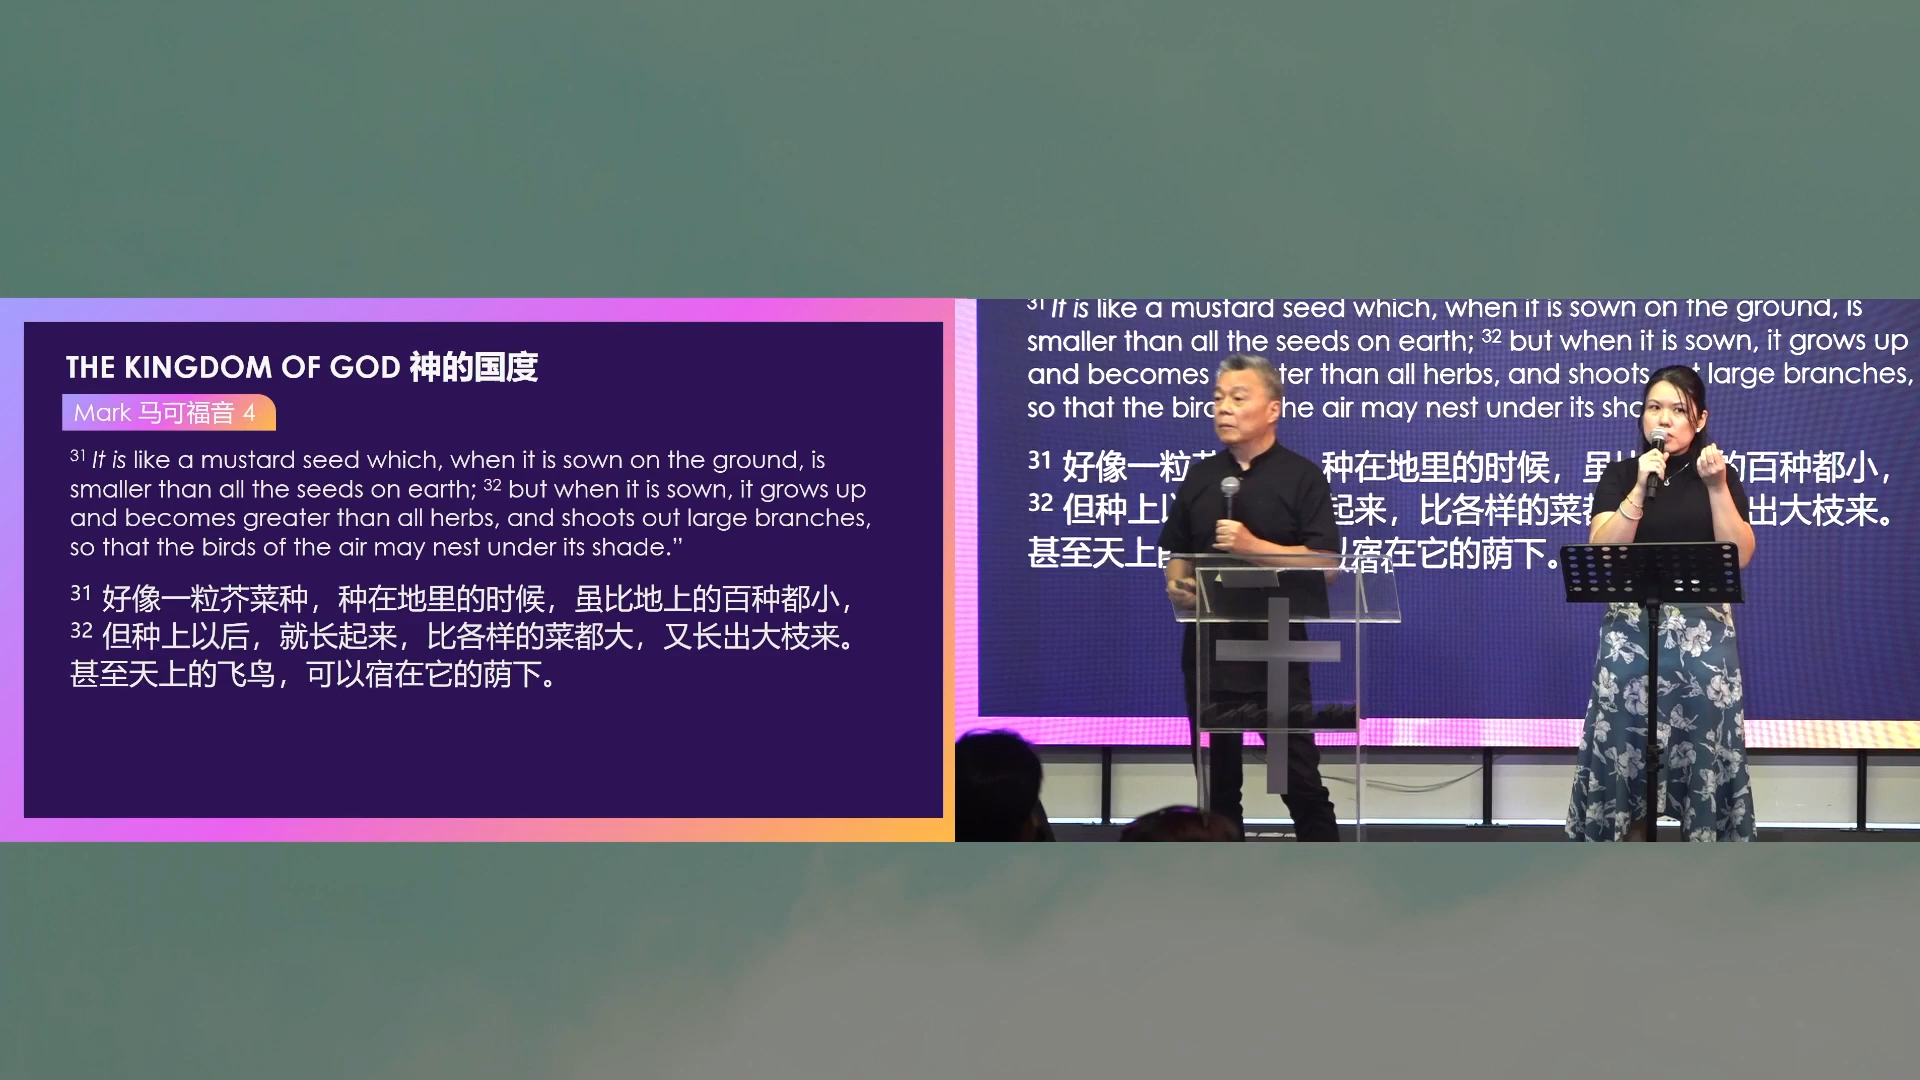 THE KINGDOM OF GOD 神的国度
Mark 马可福音 4
31 It is like a mustard seed which, when it is sown on the ground, is
smaller than all the seeds on earth; 32 but when it is sown, it grows up
and becomes greater than all herbs, and shoots out large branches,
so that the birds of the air may nest under its shade.”
31 好像一粒芥菜种，种在地里的时候，虽比地上的百种都小，
32 但种上以后，就长起来，比各样的菜都大，又长出大枝来。
甚至天上的飞鸟，可以宿在它的荫下。
31 It is like a mustard seed which, when it is sown on the ground, is
smaller than all the seeds on earth; 32 but when it is sown, it grows up
and becomes ter than all herbs, and shoots t large branches,
so that the bird he air may nest under its sha
31 好像一粒 种在地里的时候，虽 的百种都小，
32 但种上 起来，比各样的菜 出大枝来。
甚至天上 以宿在它的荫下。